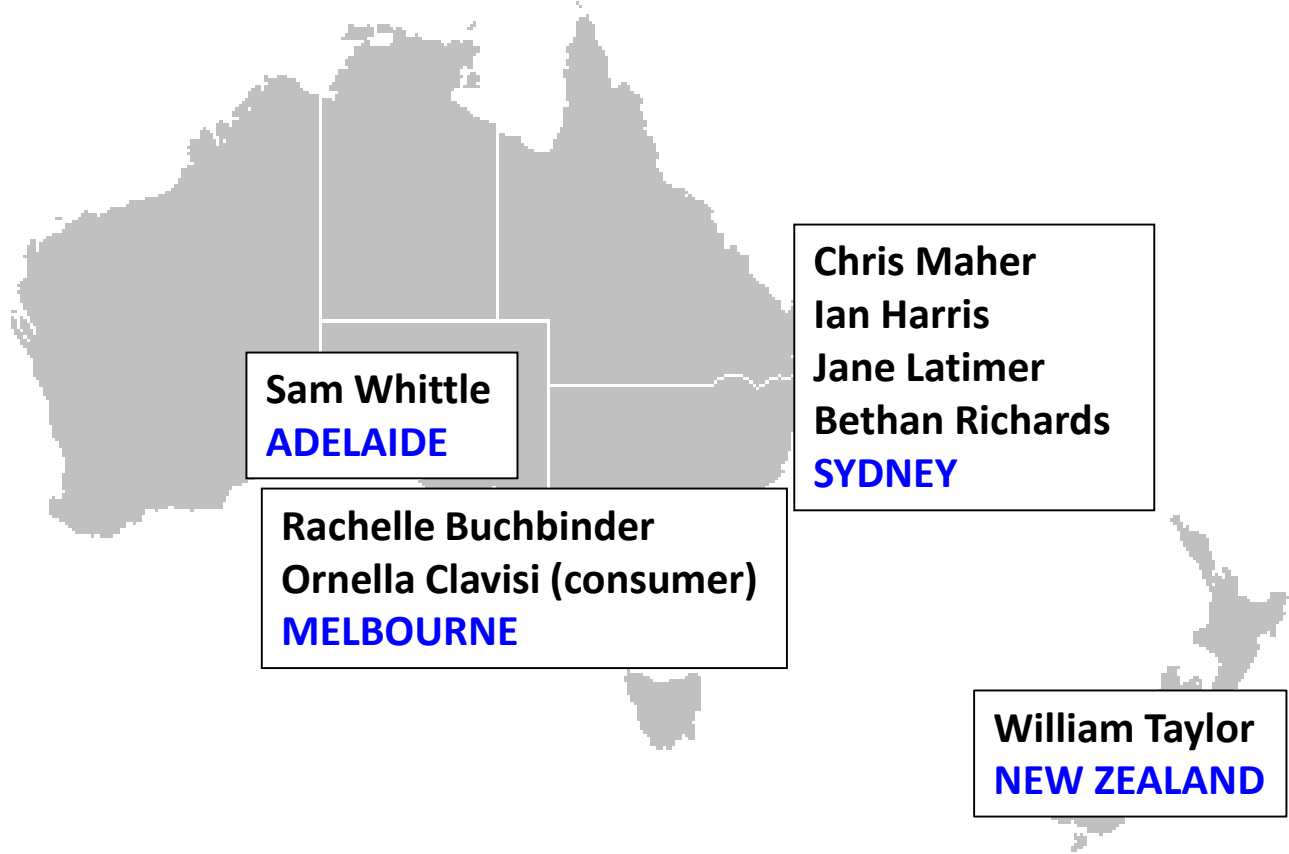 Chris Maher
Ian Harris
Jane Latimer
Bethan Richards
SYDNEY
Sam Whittle
ADELAIDE
Rachelle Buchbinder
Ornella Clavisi (consumer)
MELBOURNE
William Taylor
NEW ZEALAND